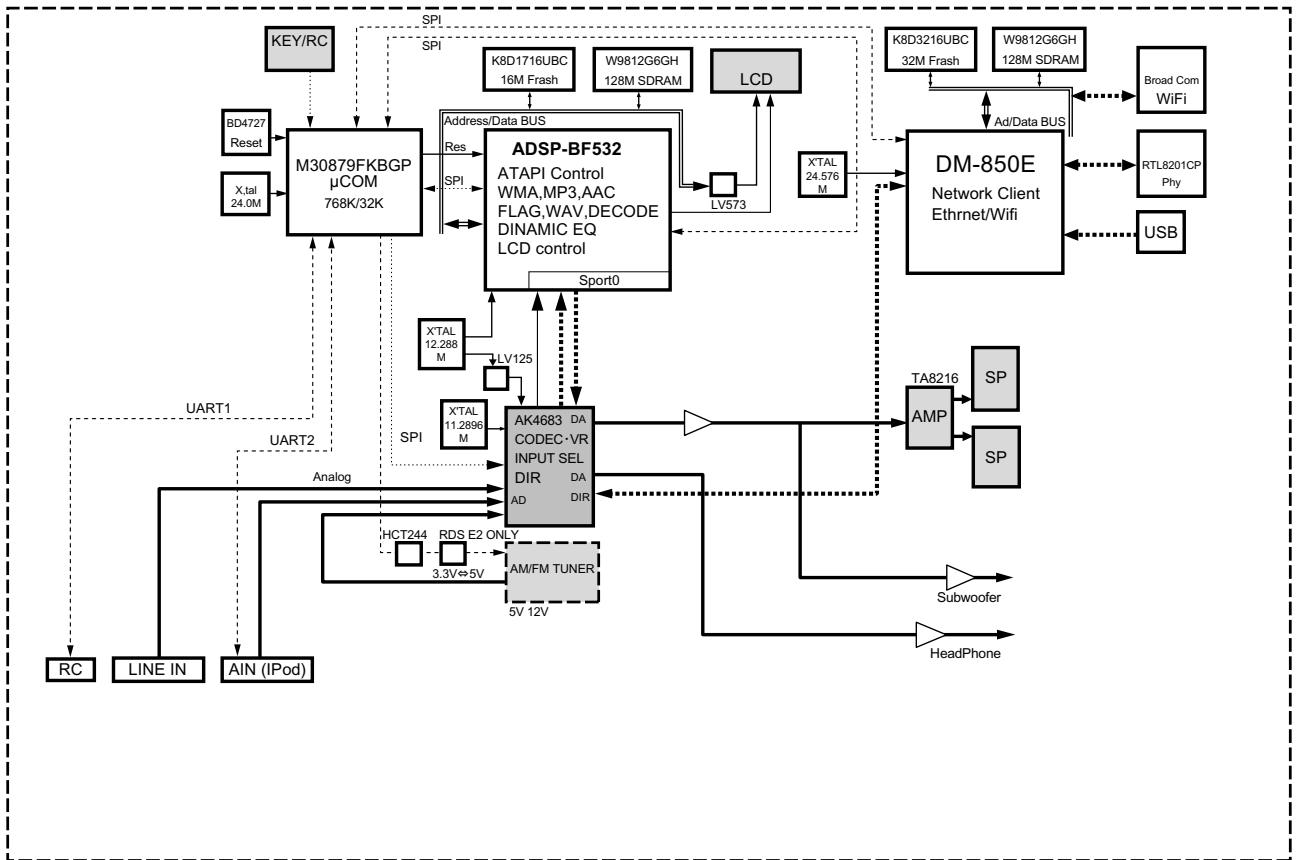 SPI
KEY/RC
SPI
K8D1716UBC
16M Frash
W9812G6GH
128M SDRAM
LCD
K8D3216UBC
32M Frash
W9812G6GH
128M SDRAM
Broad Com
WiFi
BD4727
Reset
Address/Data BUS
Ad/Data BUS
M30879FKBGP
µCOM
768K/32K
Res
SPI
ADSP-BF532
ATAPI Control
WMA,MP3,AAC
FLAG,WAV,DECODE
DINAMIC EQ
LCD control
Sport0
X,tal
24.0M
LV573
X'TAL
24.576
M
DM-850E
Network Client
Ethrnet/Wifi
RTL8201CP
Phy
USB
X'TAL
12.288
M
LV125
X'TAL
11.2896
M
UART1
UART2
SPI
Analog
AK4683 DA
CODEC･VR
INPUT SEL
DIR DA
AD DIR
TA8216
AMP
SP
SP
HCT244
RDS E2 ONLY
3.3V⇔5V
AM/FM TUNER
5V 12V
Subwoofer
HeadPhone
RC
LINE IN
AIN (IPod)